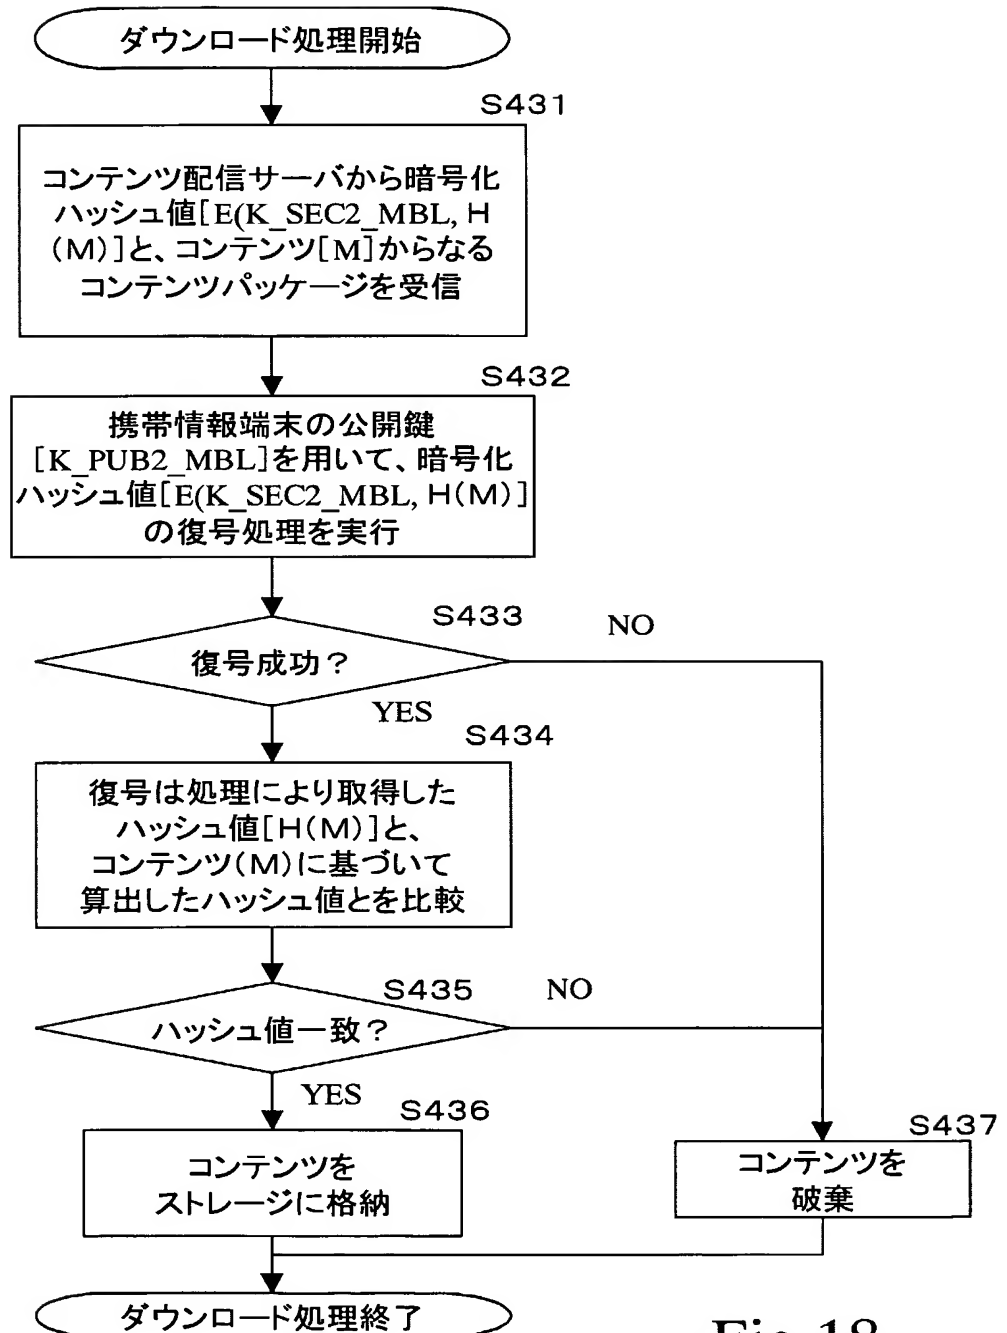 ダウンロード処理開始
S431
コンテンツ配信サーバから暗号化
ハッシュ値[E(K_SEC2_MBL, H
(M)]と、コンテンツ[M]からなる
コンテンツパッケージを受信
S432
携帯情報端末の公開鍵
[K_PUB2_MBL]を用いて、暗号化
ハッシュ値[E(K_SEC2_MBL, H(M)]
の復号処理を実行
S433
NO
復号成功？
YES
S434
復号は処理により取得した
ハッシュ値[H(M)]と、
コンテンツ(M)に基づいて
算出したハッシュ値とを比較
S435
NO
ハッシュ値一致？
YES
S436
コンテンツを
ストレージに格納
S437
コンテンツを
破棄
ダウンロード処理終了
Fig.18